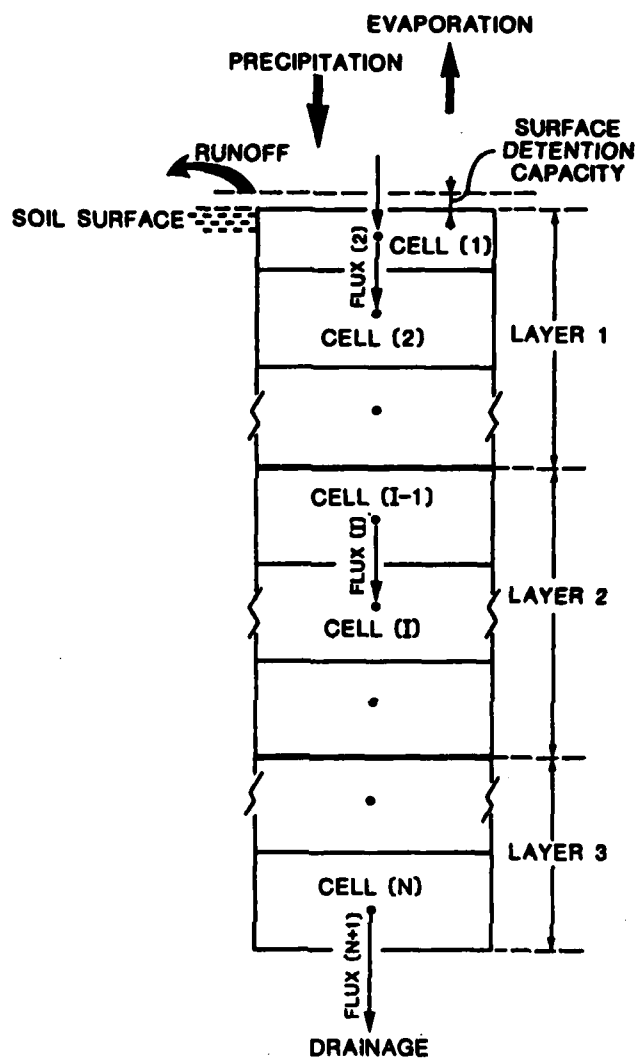 EVAPORATION
PRECIPITATION
RUNOFF
SURFACE
DETENTION
CAPACITY
SOIL SURFACE
CELL (1)
FLUX (2)
CELL (2)
LAYER 1
CELL (I-1)
FLUX (I)
LAYER 2
CELL (I)
LAYER 3
CELL (N)
FLUX (N+1)
DRAINAGE